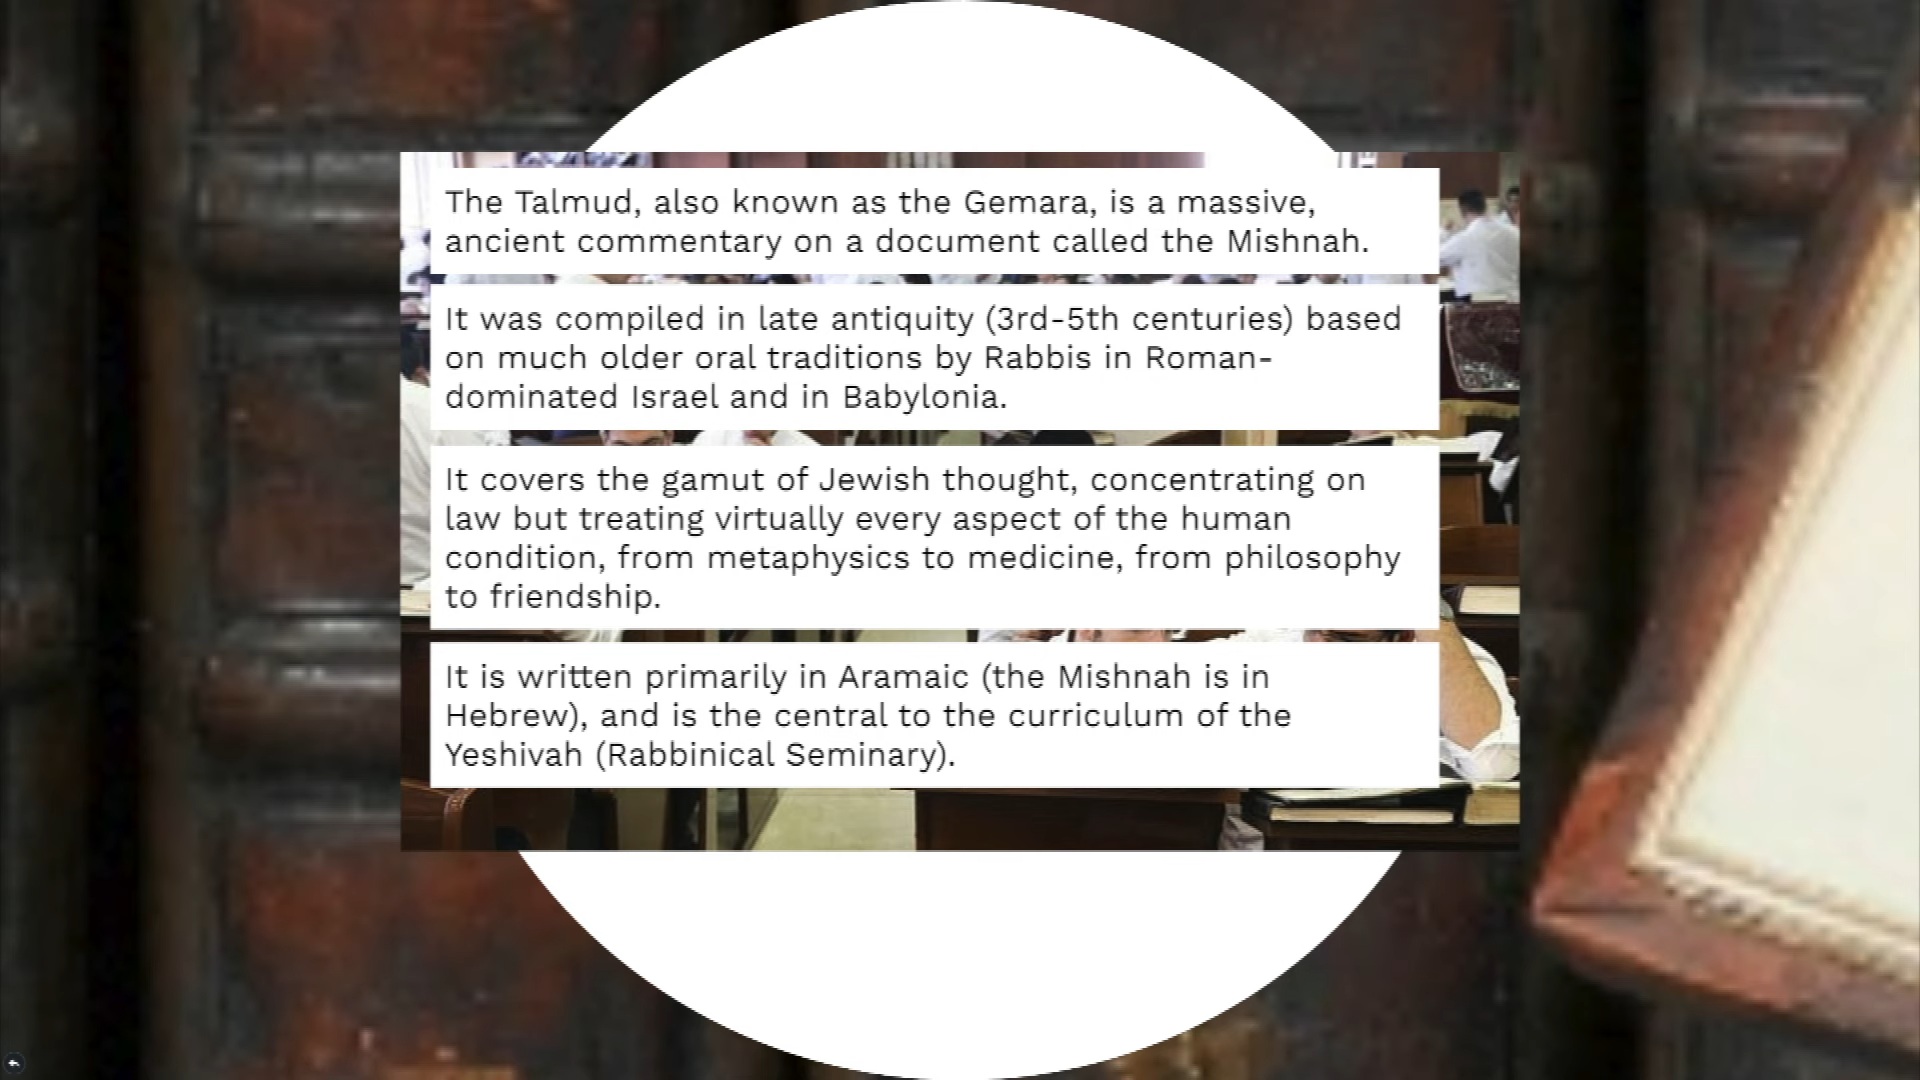 The Talmud, also known as the Gemara, is a massive,
ancient commentary on a document called the Mishnah.
It was compiled in late antiquity (3rd-5th centuries) based
on much older oral traditions by Rabbis in Roman-
dominated Israel and in Babylonia.
It covers the gamut of Jewish thought, concentrating on
law but treating virtually every aspect of the human
condition, from metaphysics to medicine, from philosophy
to friendship.
It is written primarily in Aramaic (the Mishnah is in
Hebrew), and is the central to the curriculum of the
Yeshivah (Rabbinical Seminary).